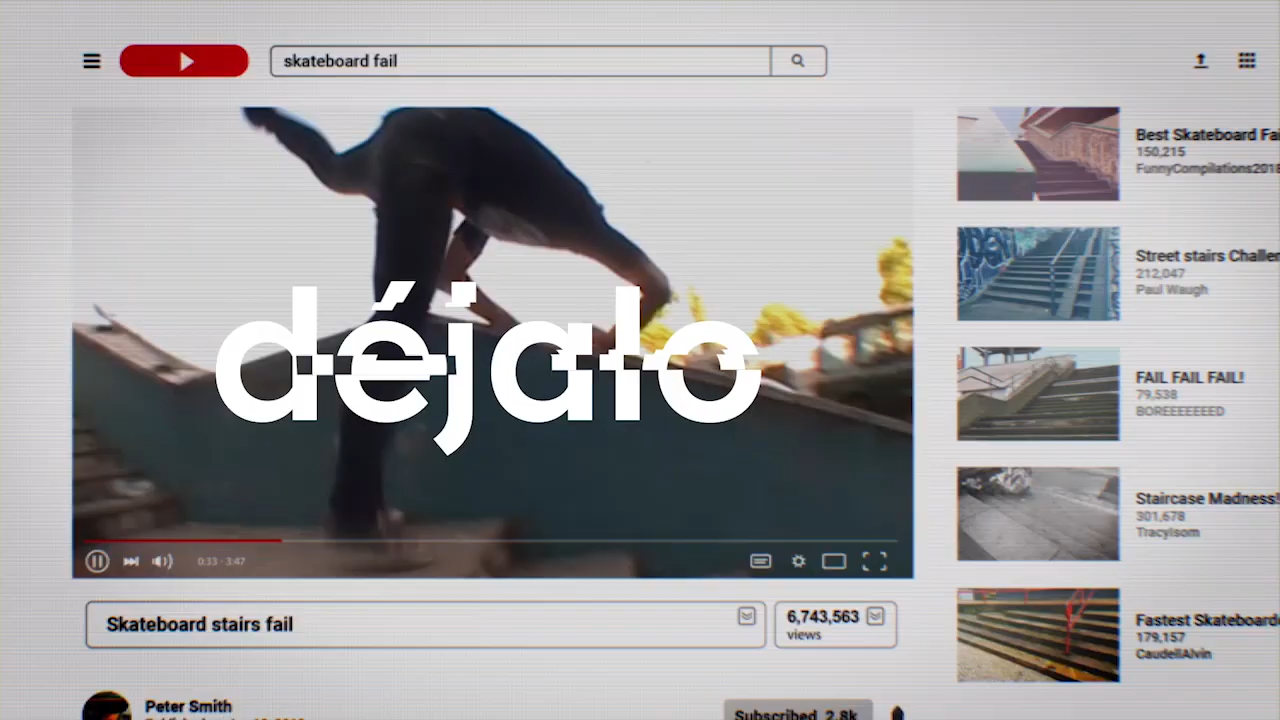 skateboard fail
déjalo
0:33 - 3:47
Skateboard stairs fail
6,743,563
views
Peter Smith
Subscribed 2.8k
Best Skateboard Fai
150,215
FunnyCompilations2018
Street stairs Challen
212,047
Paul Waugh
FAIL FAIL FAIL!
79,538
BOREEEEEEED
Staircase Madness!
301,678
TracyIsom
Fastest Skateboarde
179,157
CaudellAlvin